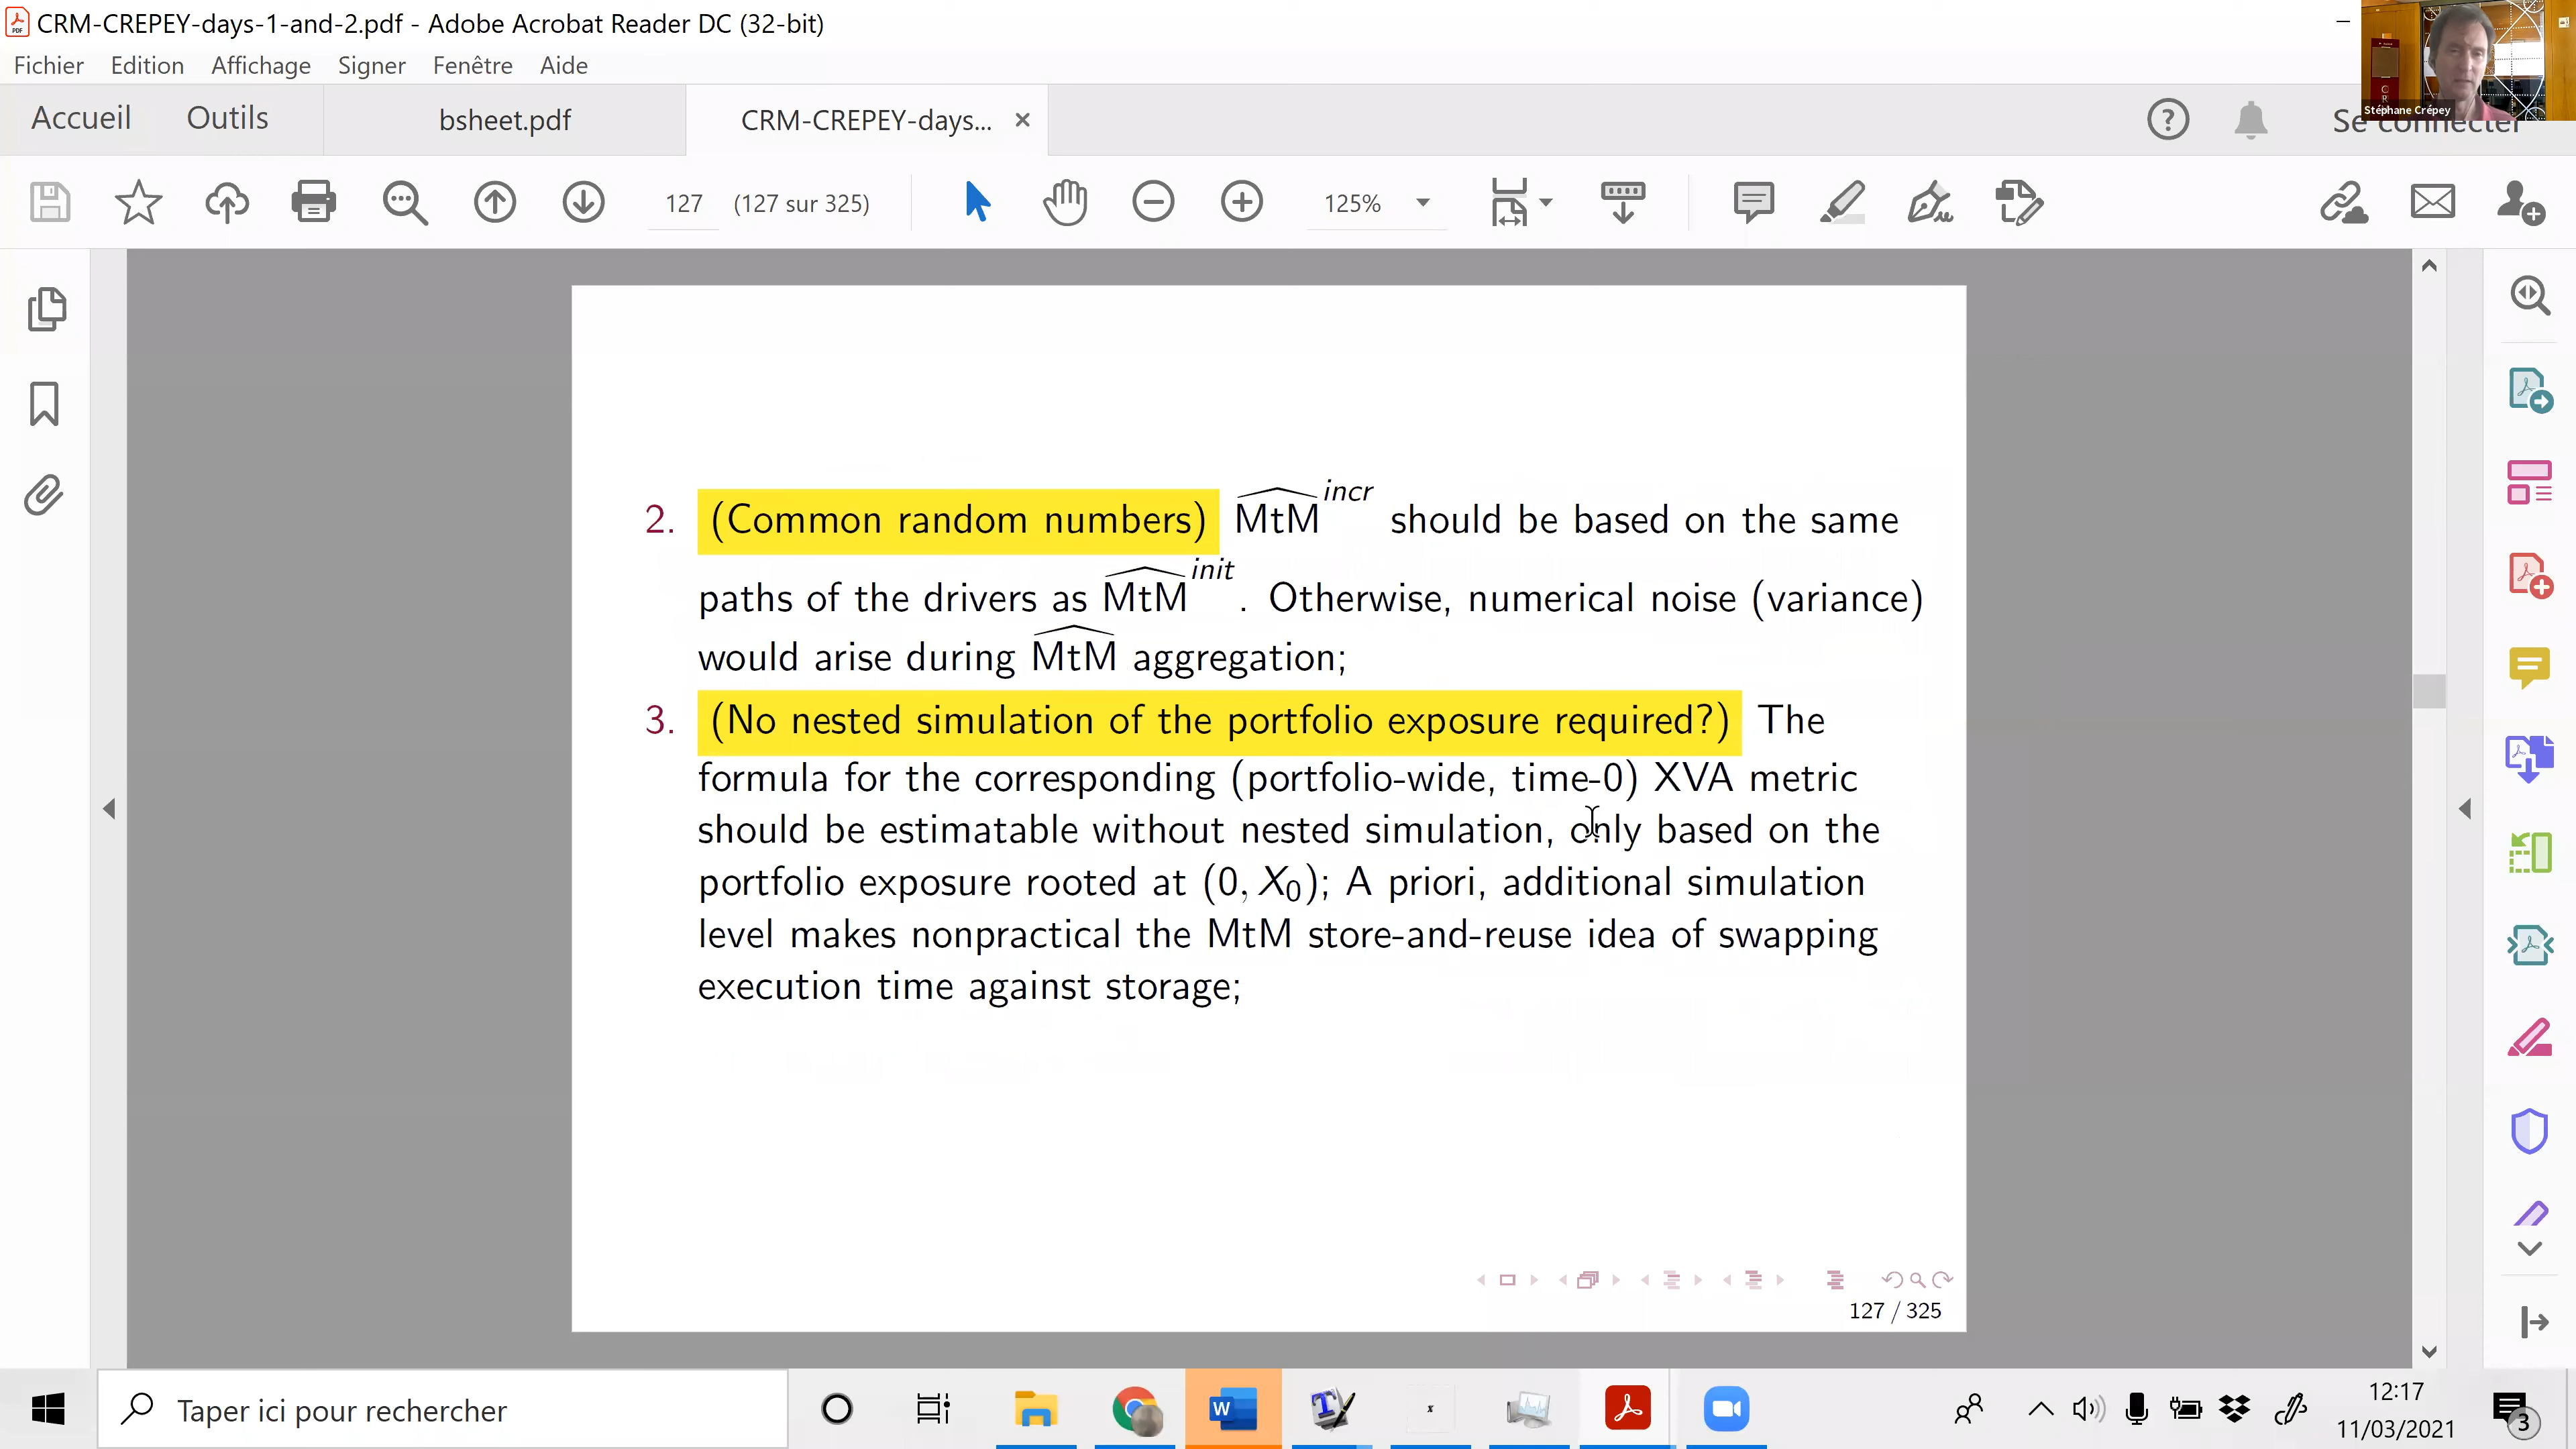 CRM-CREPEY-days-1-and-2.pdf - Adobe Acrobat Reader DC (32-bit)
Fichier Edition Affichage Signer Fenêtre Aide
Accueil Outils bsheet.pdf CRM-CREPEY-days... Se connecter
Stéphane Crépey
127 (127 sur 325) 125%
2. (Common random numbers) MtM^incr should be based on the same
paths of the drivers as MtM^init. Otherwise, numerical noise (variance)
would arise during MtM aggregation;
3. (No nested simulation of the portfolio exposure required?) The
formula for the corresponding (portfolio-wide, time-0) XVA metric
should be estimatable without nested simulation, only based on the
portfolio exposure rooted at (0, X₀); A priori, additional simulation
level makes nonpractical the MtM store-and-reuse idea of swapping
execution time against storage;
127 / 325
Taper ici pour rechercher
12:17
11/03/2021
3